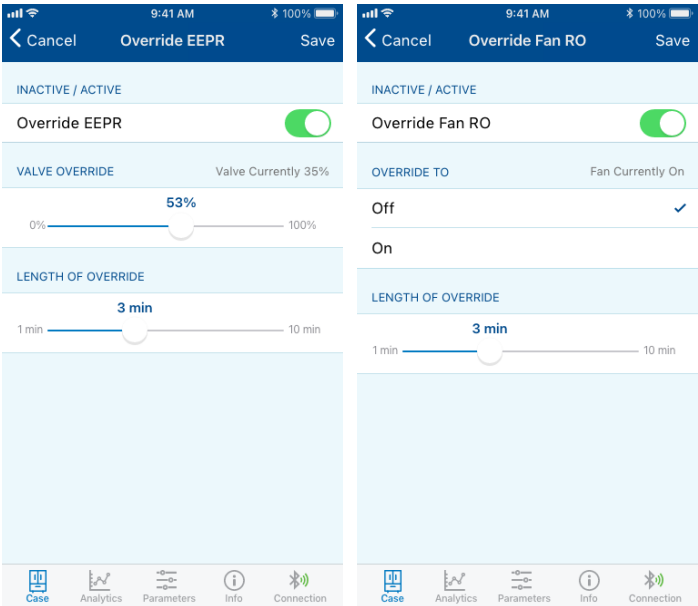 9:41 AM
100%
Cancel Override EEPR Save
INACTIVE / ACTIVE
Override EEPR
VALVE OVERRIDE Valve Currently 35%
53%
0% 100%
LENGTH OF OVERRIDE
3 min
1 min 10 min
Case Analytics Parameters Info Connection
9:41 AM
100%
Cancel Override Fan RO Save
INACTIVE / ACTIVE
Override Fan RO
OVERRIDE TO Fan Currently On
Off
On
LENGTH OF OVERRIDE
3 min
1 min 10 min
Case Analytics Parameters Info Connection